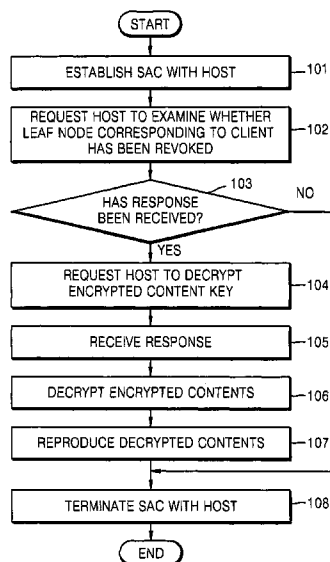 START
ESTABLISH SAC WITH HOST
101
REQUEST HOST TO EXAMINE WHETHER
LEAF NODE CORRESPONDING TO CLIENT
HAS BEEN REVOKED
102
103
HAS RESPONSE
BEEN RECEIVED?
NO
YES
REQUEST HOST TO DECRYPT
ENCRYPTED CONTENT KEY
104
RECEIVE RESPONSE
105
DECRYPT ENCRYPTED CONTENTS
106
REPRODUCE DECRYPTED CONTENTS
107
TERMINATE SAC WITH HOST
108
END